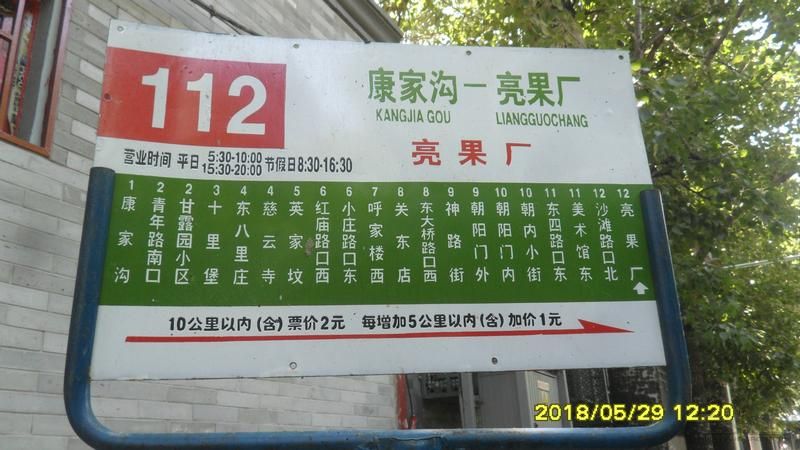 112
康家沟—亮果厂
KANGJIA GOU LIANGGUOCHANG
亮果厂
营业时间 平日 5:30-10:00 15:30-20:00 节假日8:30-16:30
1 康家沟
2 青年路南口
2 甘露园小区
3 十里堡
4 东八里庄
4 慈云寺
5 英家坟
6 红庙路口西
6 小庄路口东
7 呼家楼西
8 关东店
8 东大桥路口西
9 神路街
9 朝阳门外
10 朝阳门内
10 朝内小街
11 东四路口东
11 美术馆东
12 沙滩路口北
12 亮果厂
10公里以内(含)票价2元 每增加5公里以内(含)加价1元
2018/05/29 12:20